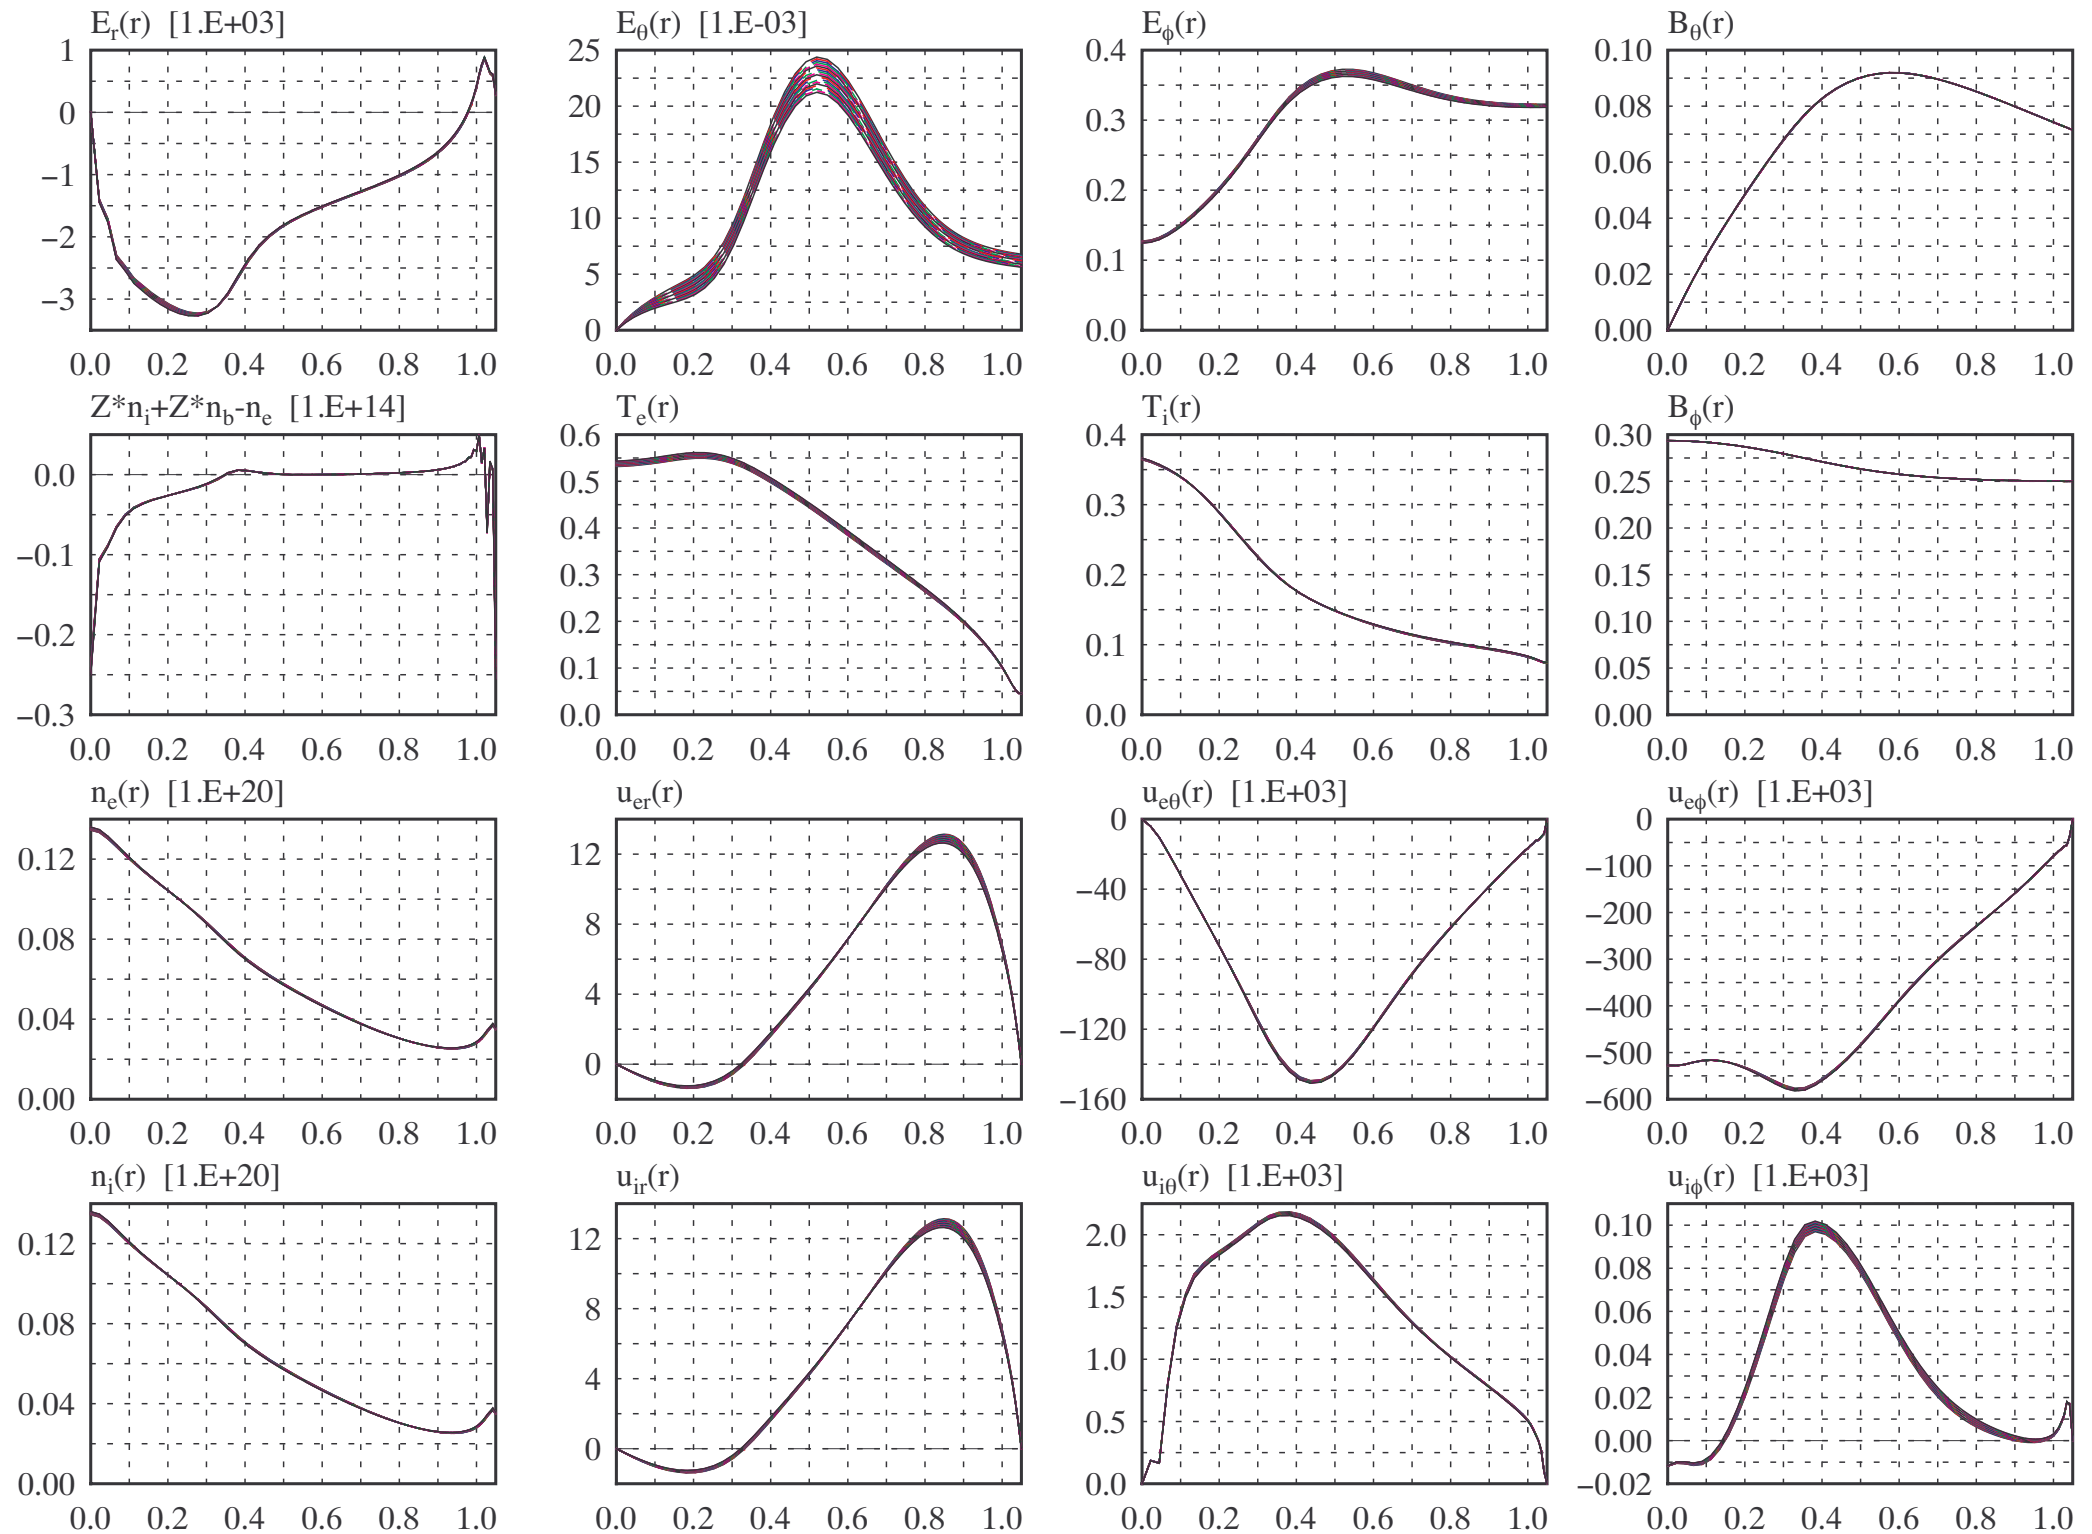 E_r(r) [1.E+03]
1
0
−1
−2
−3
0.0 0.2 0.4 0.6 0.8 1.0
E_θ(r) [1.E-03]
25
20
15
10
5
0
0.0 0.2 0.4 0.6 0.8 1.0
E_ϕ(r)
0.4
0.3
0.2
0.1
0.0
0.0 0.2 0.4 0.6 0.8 1.0
B_θ(r)
0.10
0.08
0.06
0.04
0.02
0.00
0.0 0.2 0.4 0.6 0.8 1.0
Z*n_i+Z*n_b-n_e [1.E+14]
0.0
−0.1
−0.2
−0.3
0.0 0.2 0.4 0.6 0.8 1.0
T_e(r)
0.6
0.5
0.4
0.3
0.2
0.1
0.0
0.0 0.2 0.4 0.6 0.8 1.0
T_i(r)
0.4
0.3
0.2
0.1
0.0
0.0 0.2 0.4 0.6 0.8 1.0
B_ϕ(r)
0.30
0.25
0.20
0.15
0.10
0.05
0.00
0.0 0.2 0.4 0.6 0.8 1.0
n_e(r) [1.E+20]
0.12
0.08
0.04
0.00
0.0 0.2 0.4 0.6 0.8 1.0
u_er(r)
12
8
4
0
0.0 0.2 0.4 0.6 0.8 1.0
u_eθ(r) [1.E+03]
0
−40
−80
−120
−160
0.0 0.2 0.4 0.6 0.8 1.0
u_eϕ(r) [1.E+03]
0
−100
−200
−300
−400
−500
−600
0.0 0.2 0.4 0.6 0.8 1.0
n_i(r) [1.E+20]
0.12
0.08
0.04
0.00
0.0 0.2 0.4 0.6 0.8 1.0
u_ir(r)
12
8
4
0
0.0 0.2 0.4 0.6 0.8 1.0
u_iθ(r) [1.E+03]
2.0
1.5
1.0
0.5
0.0
0.0 0.2 0.4 0.6 0.8 1.0
u_iϕ(r) [1.E+03]
0.10
0.08
0.06
0.04
0.02
0.00
−0.02
0.0 0.2 0.4 0.6 0.8 1.0